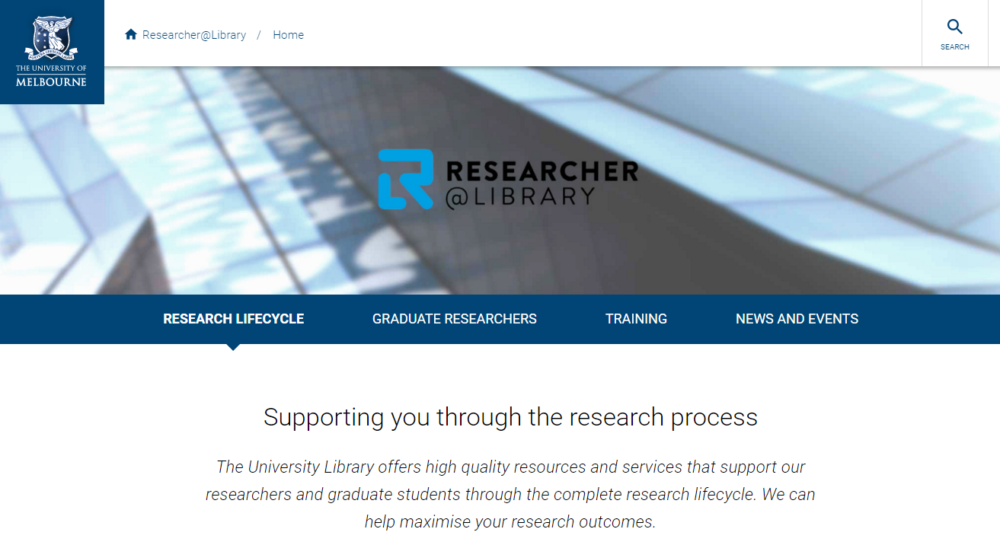 THE UNIVERSITY OF
MELBOURNE
Researcher@Library / Home
SEARCH
RESEARCHER
@LIBRARY
RESEARCH LIFECYCLE
GRADUATE RESEARCHERS
TRAINING
NEWS AND EVENTS
Supporting you through the research process
The University Library offers high quality resources and services that support our
researchers and graduate students through the complete research lifecycle. We can
help maximise your research outcomes.